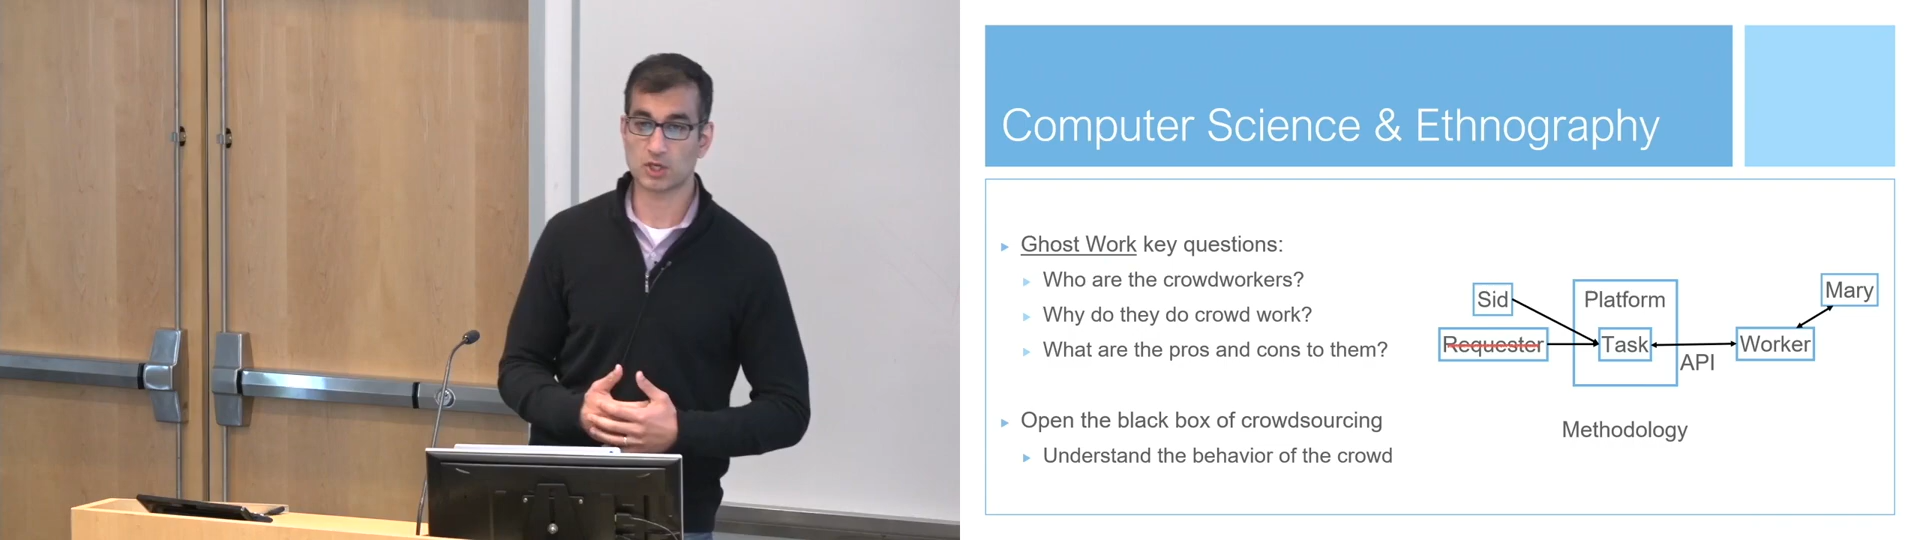 Computer Science & Ethnography
Ghost Work key questions:
Who are the crowdworkers?
Why do they do crowd work?
What are the pros and cons to them?
Open the black box of crowdsourcing
Understand the behavior of the crowd
Sid
Requester
Platform
Task
API
Worker
Mary
Methodology